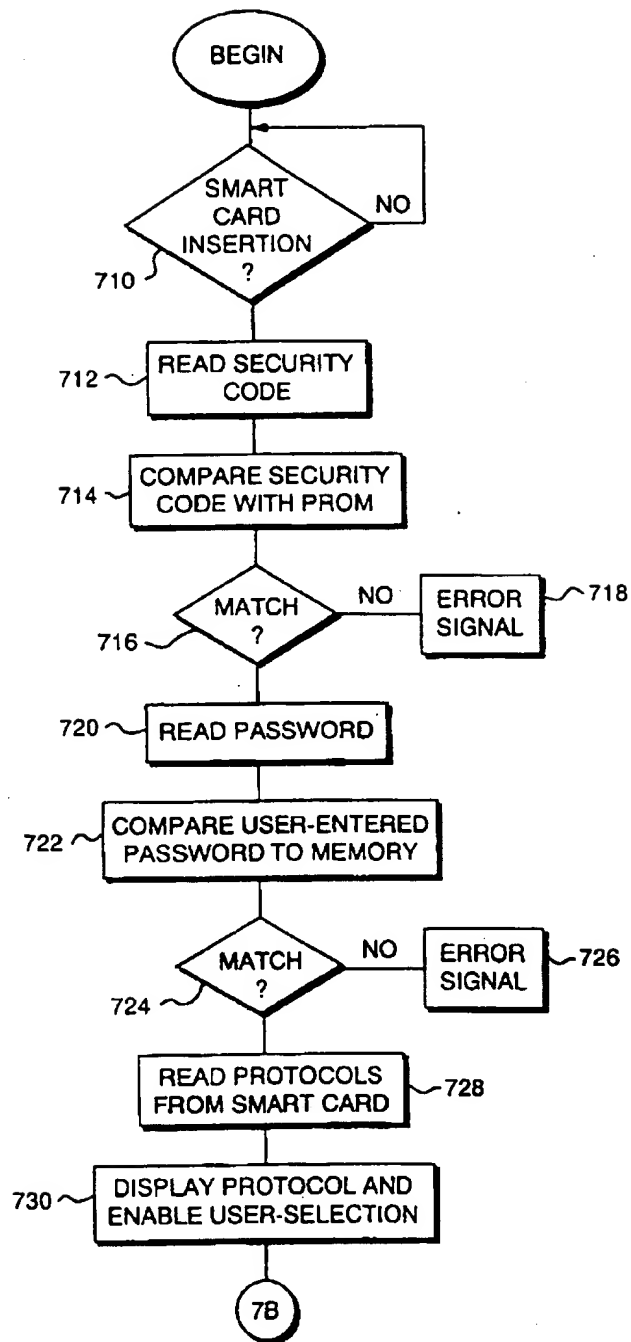 BEGIN
SMART
CARD
INSERTION
?
NO
710
712
READ SECURITY
CODE
714
COMPARE SECURITY
CODE WITH PROM
MATCH
?
NO
716
ERROR
SIGNAL
718
720
READ PASSWORD
722
COMPARE USER-ENTERED
PASSWORD TO MEMORY
MATCH
?
NO
724
ERROR
SIGNAL
726
READ PROTOCOLS
FROM SMART CARD
728
730
DISPLAY PROTOCOL AND
ENABLE USER-SELECTION
7B